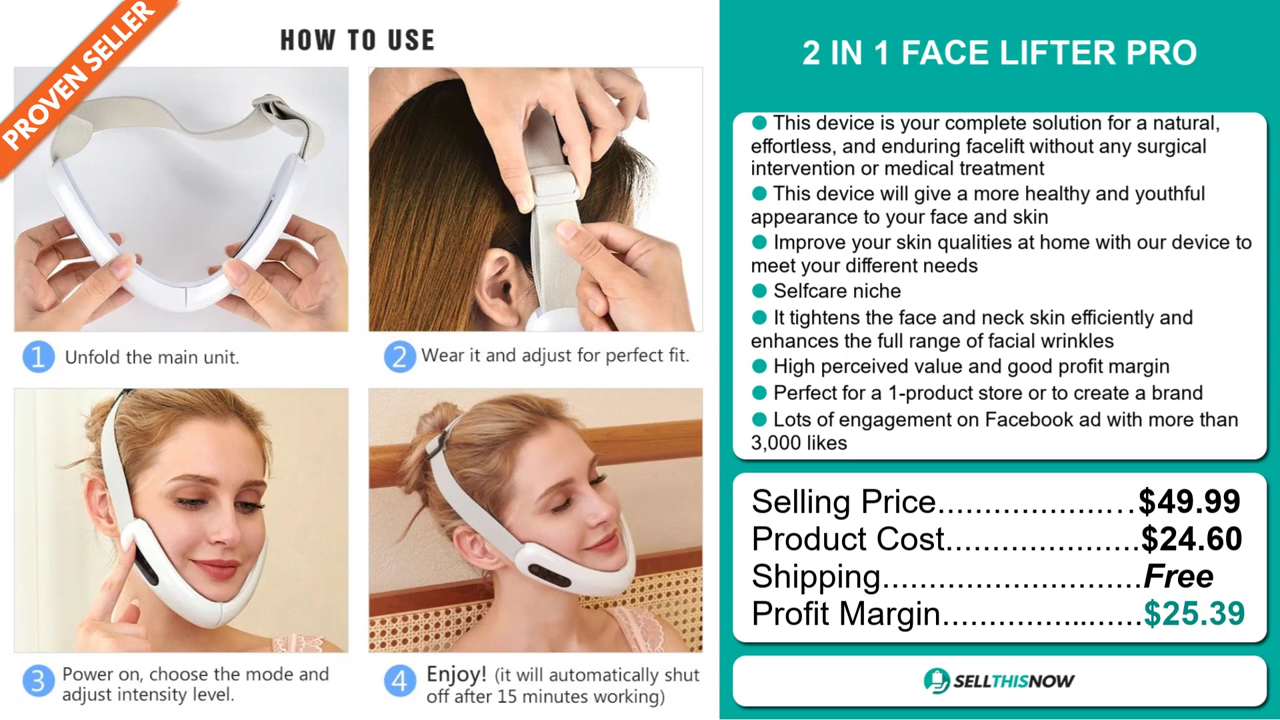 PROVEN SELLER
HOW TO USE
1 Unfold the main unit.
2 Wear it and adjust for perfect fit.
3 Power on, choose the mode and
adjust intensity level.
4 Enjoy! (it will automatically shut
off after 15 minutes working)
2 IN 1 FACE LIFTER PRO
● This device is your complete solution for a natural,
effortless, and enduring facelift without any surgical
intervention or medical treatment
● This device will give a more healthy and youthful
appearance to your face and skin
● Improve your skin qualities at home with our device to
meet your different needs
● Selfcare niche
● It tightens the face and neck skin efficiently and
enhances the full range of facial wrinkles
● High perceived value and good profit margin
● Perfect for a 1-product store or to create a brand
● Lots of engagement on Facebook ad with more than
3,000 likes
Selling Price.....................$49.99
Product Cost.....................$24.60
Shipping............................Free
Profit Margin.....................$25.39
SELLTHISNOW